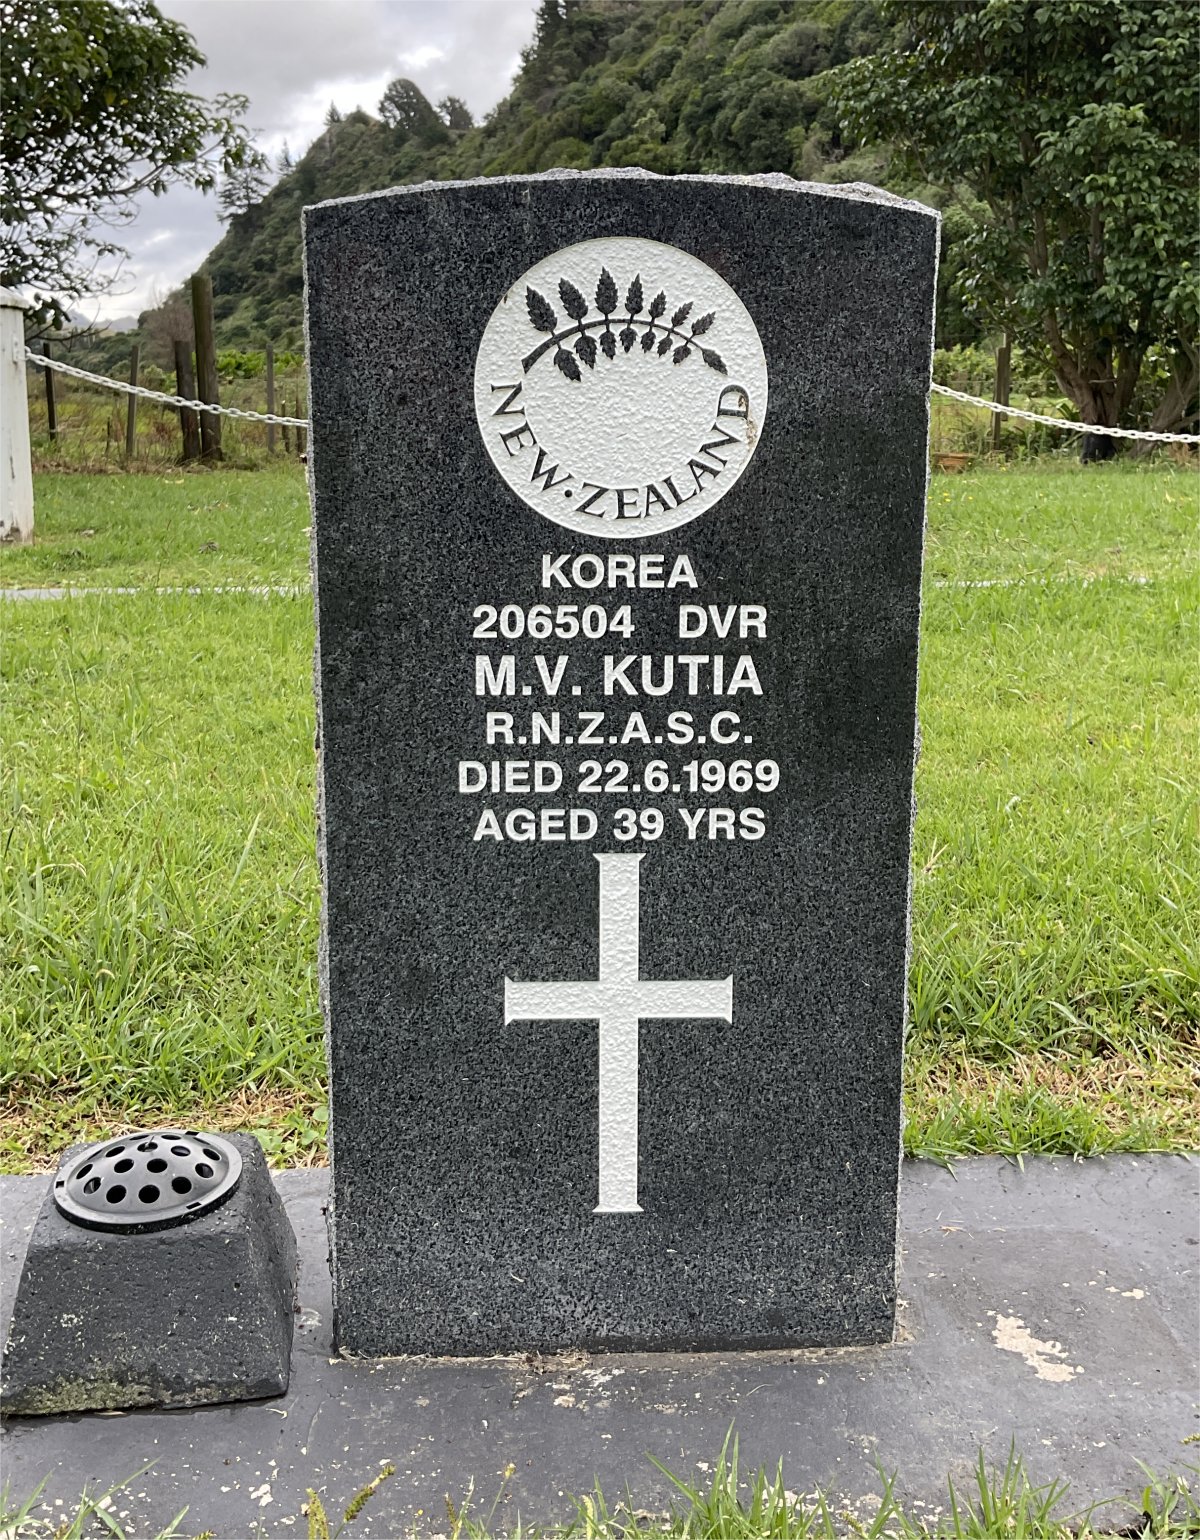 NEW·ZEALAND
KOREA
206504 DVR
M.V. KUTIA
R.N.Z.A.S.C.
DIED 22.6.1969
AGED 39 YRS